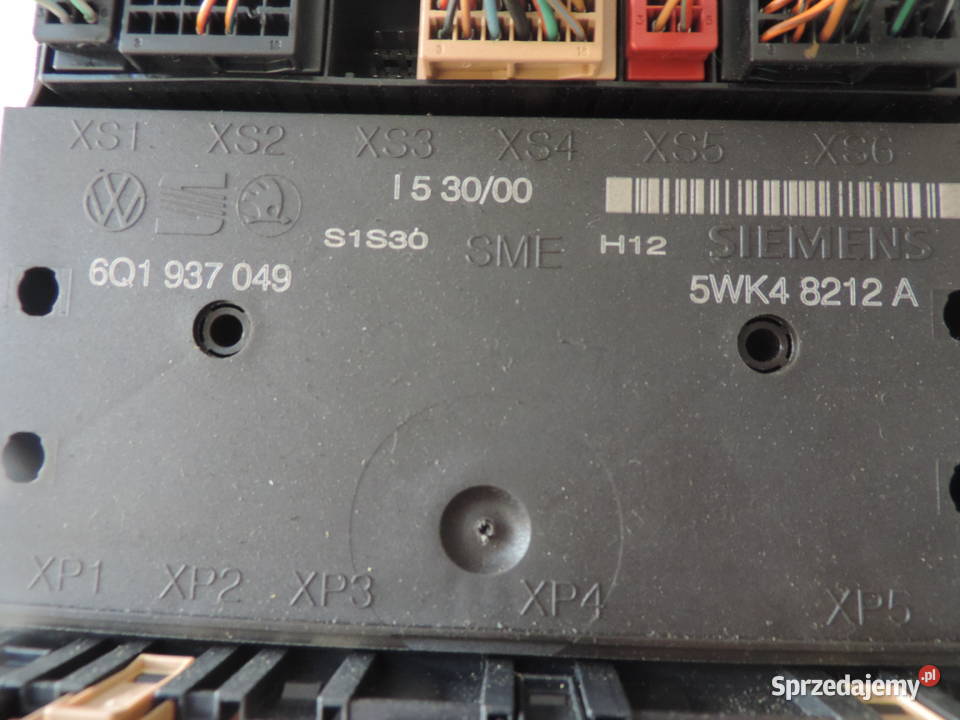 XS1 XS2 XS3 XS4 XS5 XS6
I 5 30/00
S1S30 SME H12 SIEMENS
6Q1 937 049 5WK4 8212 A
XP1 XP2 XP3 XP4 XP5
Sprzedajemy.pl